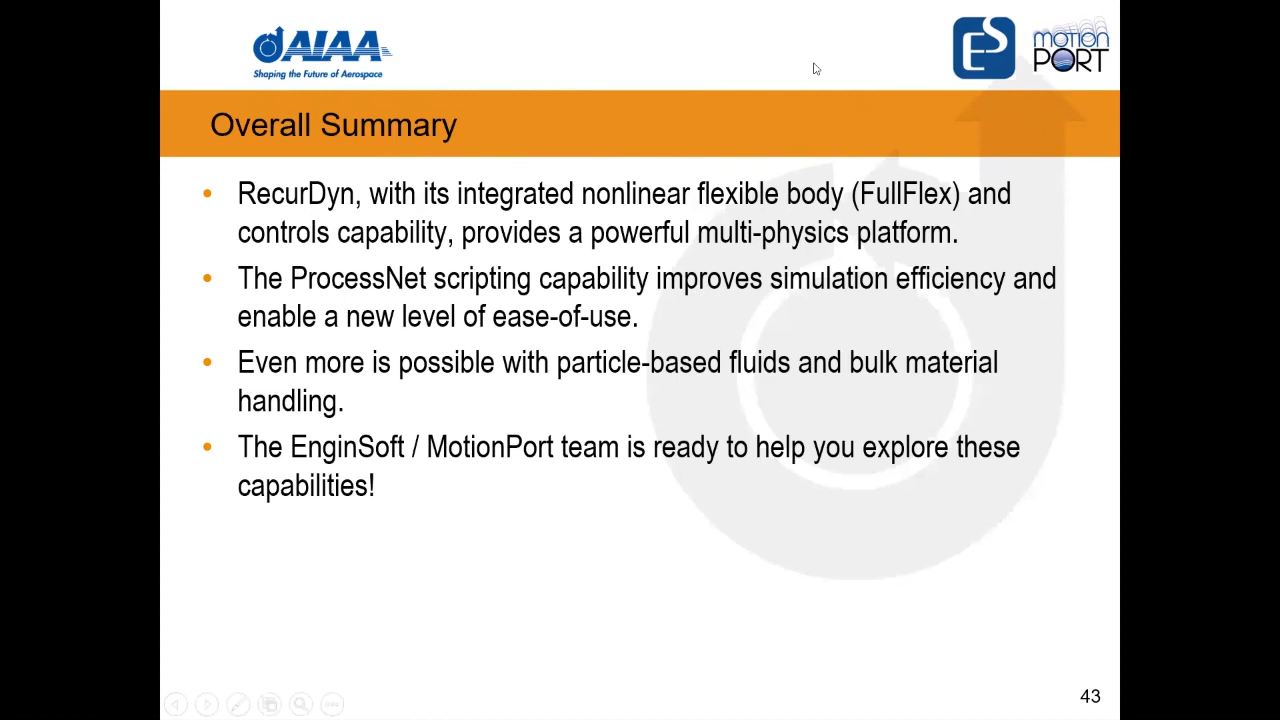 AIAA
Shaping the Future of Aerospace
ES
motion
PORT
Overall Summary
• RecurDyn, with its integrated nonlinear flexible body (FullFlex) and
controls capability, provides a powerful multi-physics platform.
• The ProcessNet scripting capability improves simulation efficiency and
enable a new level of ease-of-use.
• Even more is possible with particle-based fluids and bulk material
handling.
• The EnginSoft / MotionPort team is ready to help you explore these
capabilities!
43